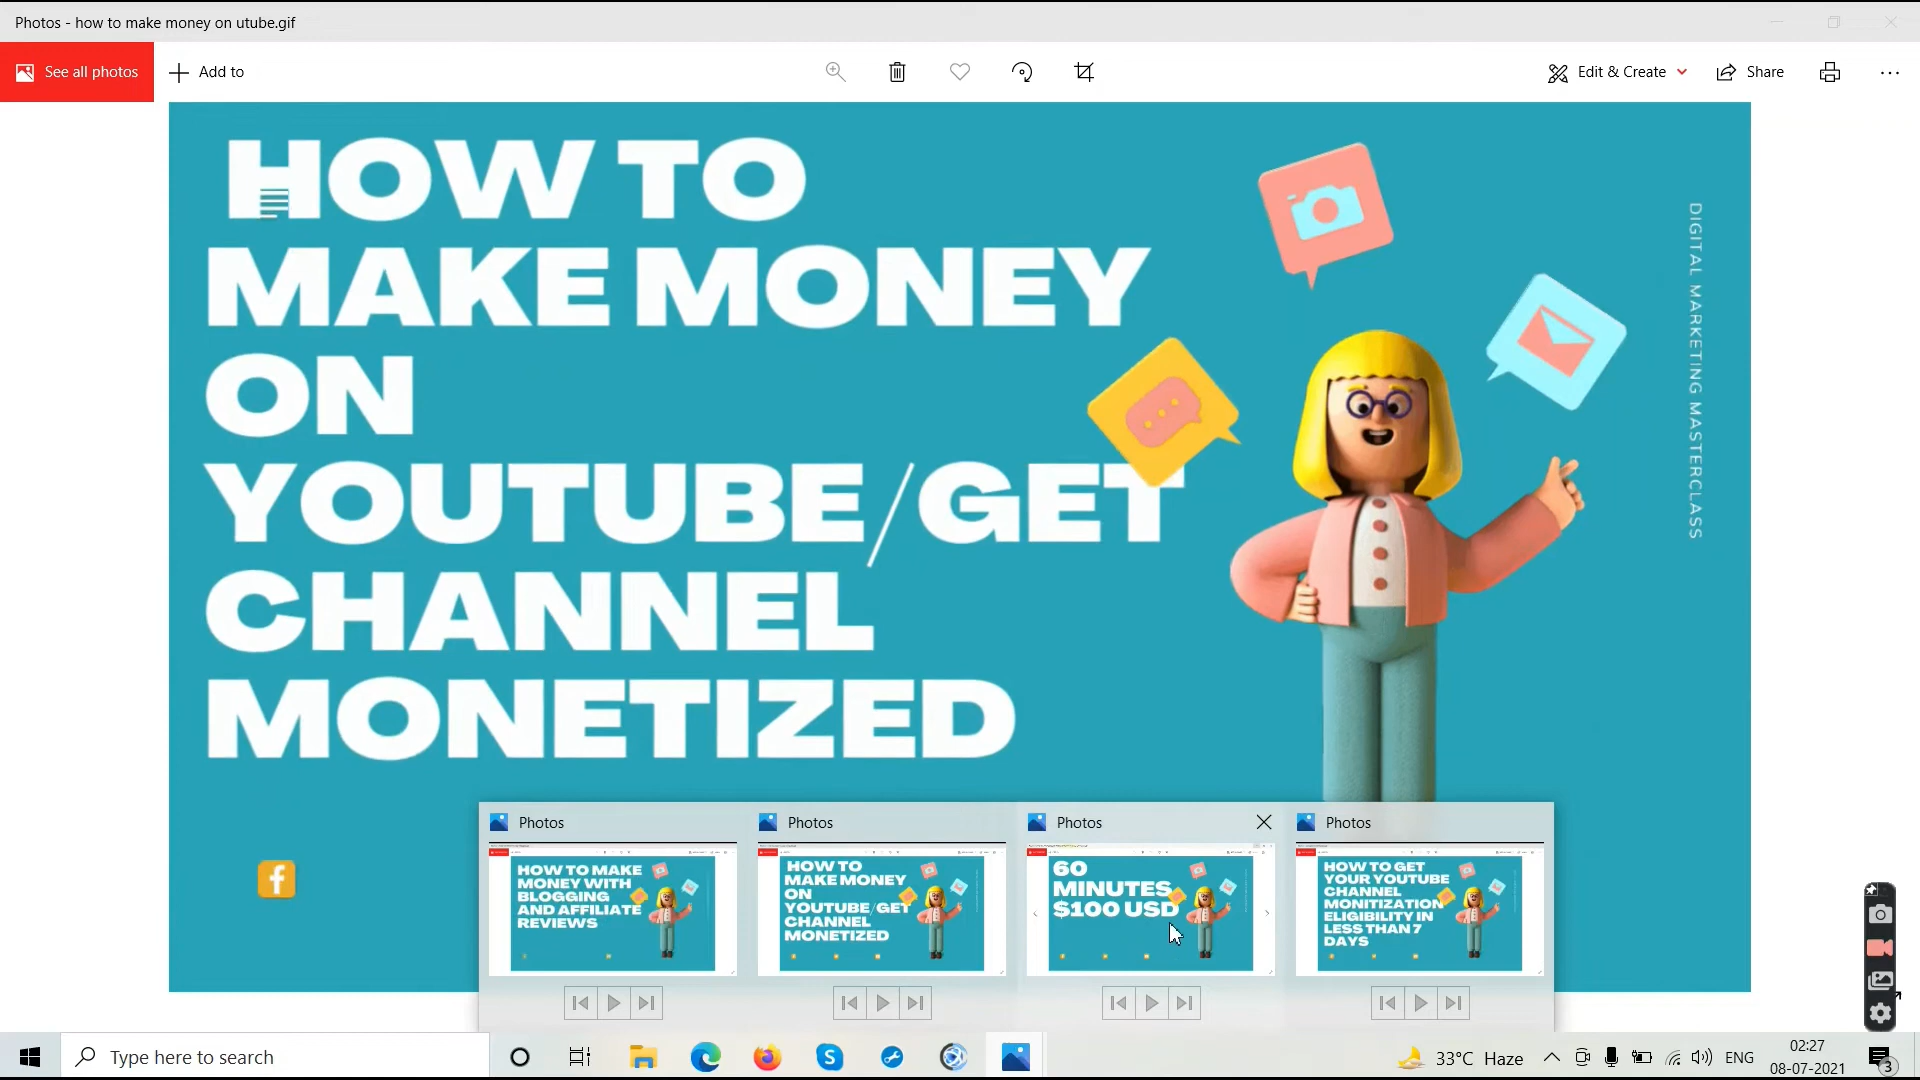 Photos - how to make money on utube.gif
See all photos
Add to
Edit & Create
Share
HOW TO
MAKE MONEY
ON
YOUTUBE/GET
CHANNEL
MONETIZED
DIGITAL MARKETING MASTERCLASS
f
Photos
HOW TO MAKE
MONEY WITH
BLOGGING
AND AFFILIATE
REVIEWS
Photos
HOW TO
MAKE MONEY
ON
YOUTUBE/GET
CHANNEL
MONETIZED
Photos
60
MINUTES
$100 USD
Photos
HOW TO GET
YOUR YOUTUBE
CHANNEL
MONITIZATION
ELIGIBILITY IN
LESS THAN 7
DAYS
Type here to search
33°C Haze
ENG
02:27
08-07-2021
3